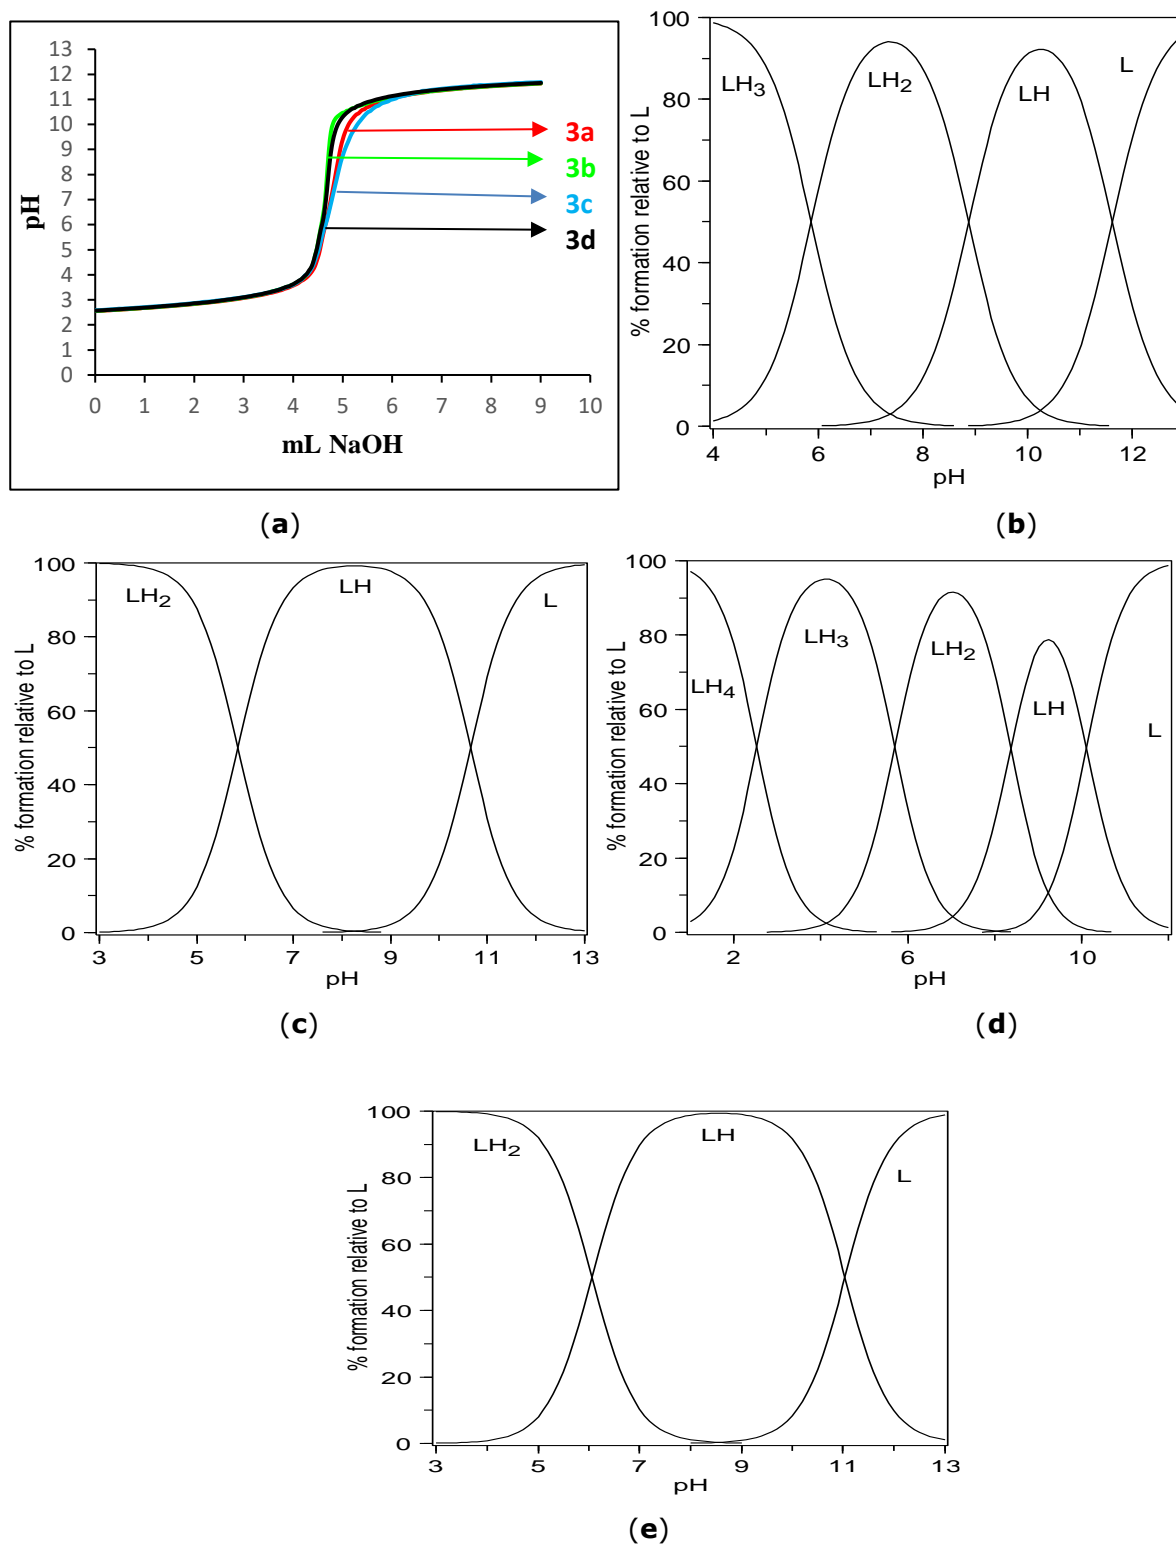 13
12
11
10
9
8
7
6
5
4
3
2
1
0
pH
0 1 2 3 4 5 6 7 8 9 10
mL NaOH
3a
3b
3c
3d
(a)
100
80
60
40
20
0
% formation relative to L
LH3
LH2
LH
L
4 6 8 10 12
pH
(b)
100
80
60
40
20
0
% formation relative to L
LH2
LH
L
3 5 7 9 11 13
pH
(c)
100
80
60
40
20
0
% formation relative to L
LH4
LH3
LH2
LH
L
2 6 10
pH
(d)
100
80
60
40
20
0
% formation relative to L
LH2
LH
L
3 5 7 9 11 13
pH
(e)